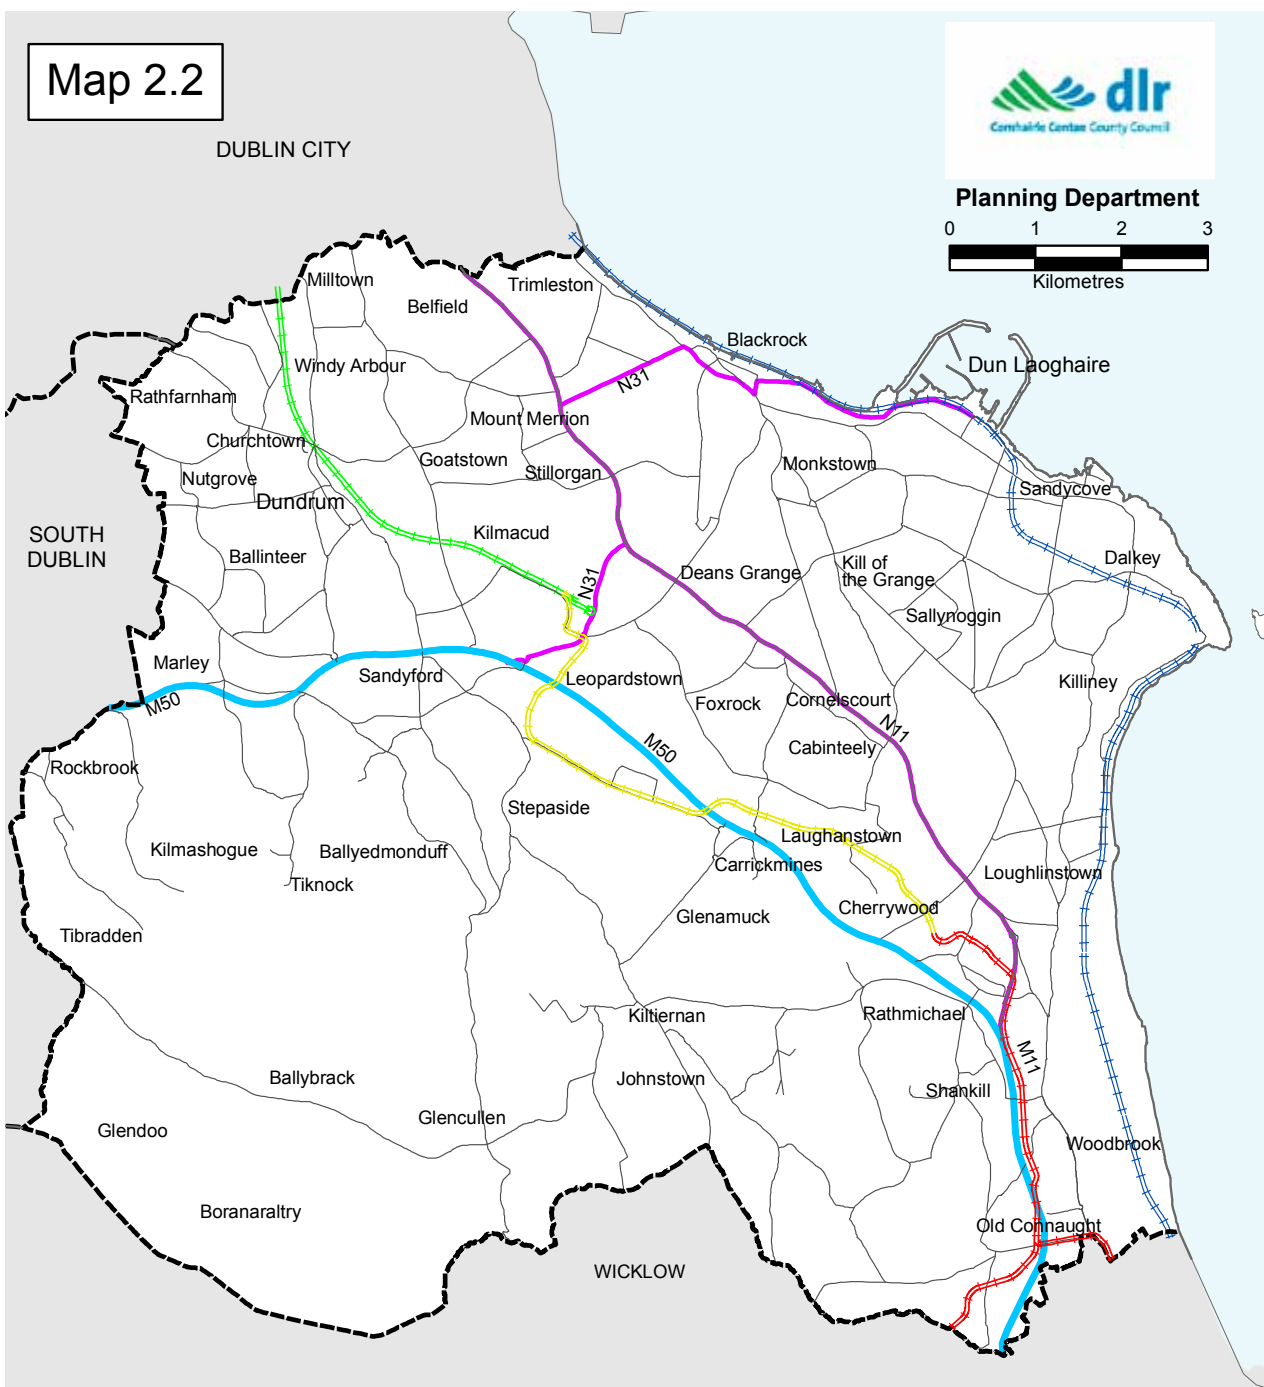 Map 2.2
dlr
Comhairle Contae County Council
Planning Department
0 1 2 3
Kilometres
DUBLIN CITY
Milltown
Trimleston
Belfield
Blackrock
Windy Arbour
Dun Laoghaire
N31
Rathfarnham
Mount Merrion
Churchtown
Goatstown
Monkstown
Stillorgan
Nutgrove
Sandycove
Dundrum
Kilmacud
SOUTH
DUBLIN
Ballinteer
Dalkey
Deans Grange
Kill of
the Grange
N31
Sallynoggin
Marley
Sandyford
Leopardstown
Killiney
M50
Foxrock
Cornelscourt
N11
Cabinteely
M50
Rockbrook
Stepaside
Laughanstown
Kilmashogue
Ballyedmonduff
Carrickmines
Loughlinstown
Tiknock
Cherrywood
Glenamuck
Tibradden
Kiltiernan
Rathmichael
M11
Ballybrack
Johnstown
Shankill
Glencullen
Glendoo
Woodbrook
Boranaraltry
Old Connaught
WICKLOW